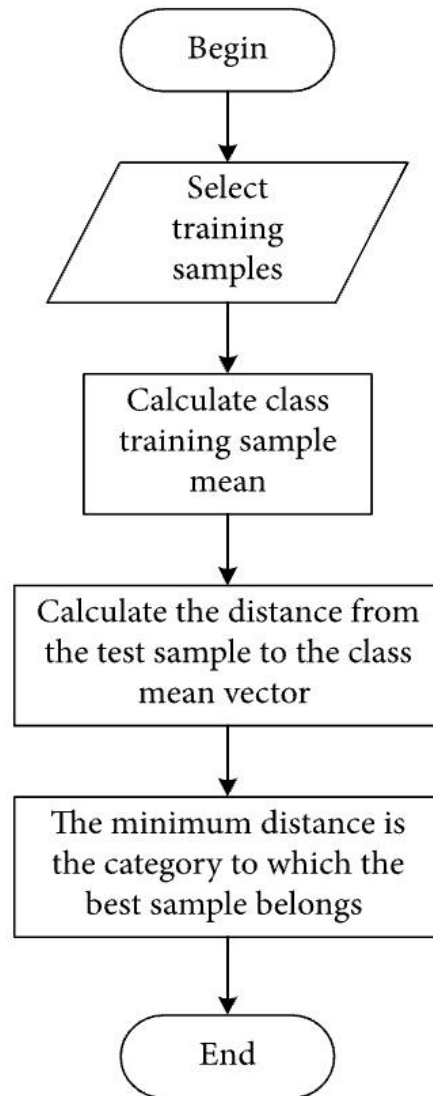 Begin
Select
training
samples
Calculate class
training sample
mean
Calculate the distance from
the test sample to the class
mean vector
The minimum distance is
the category to which the
best sample belongs
End